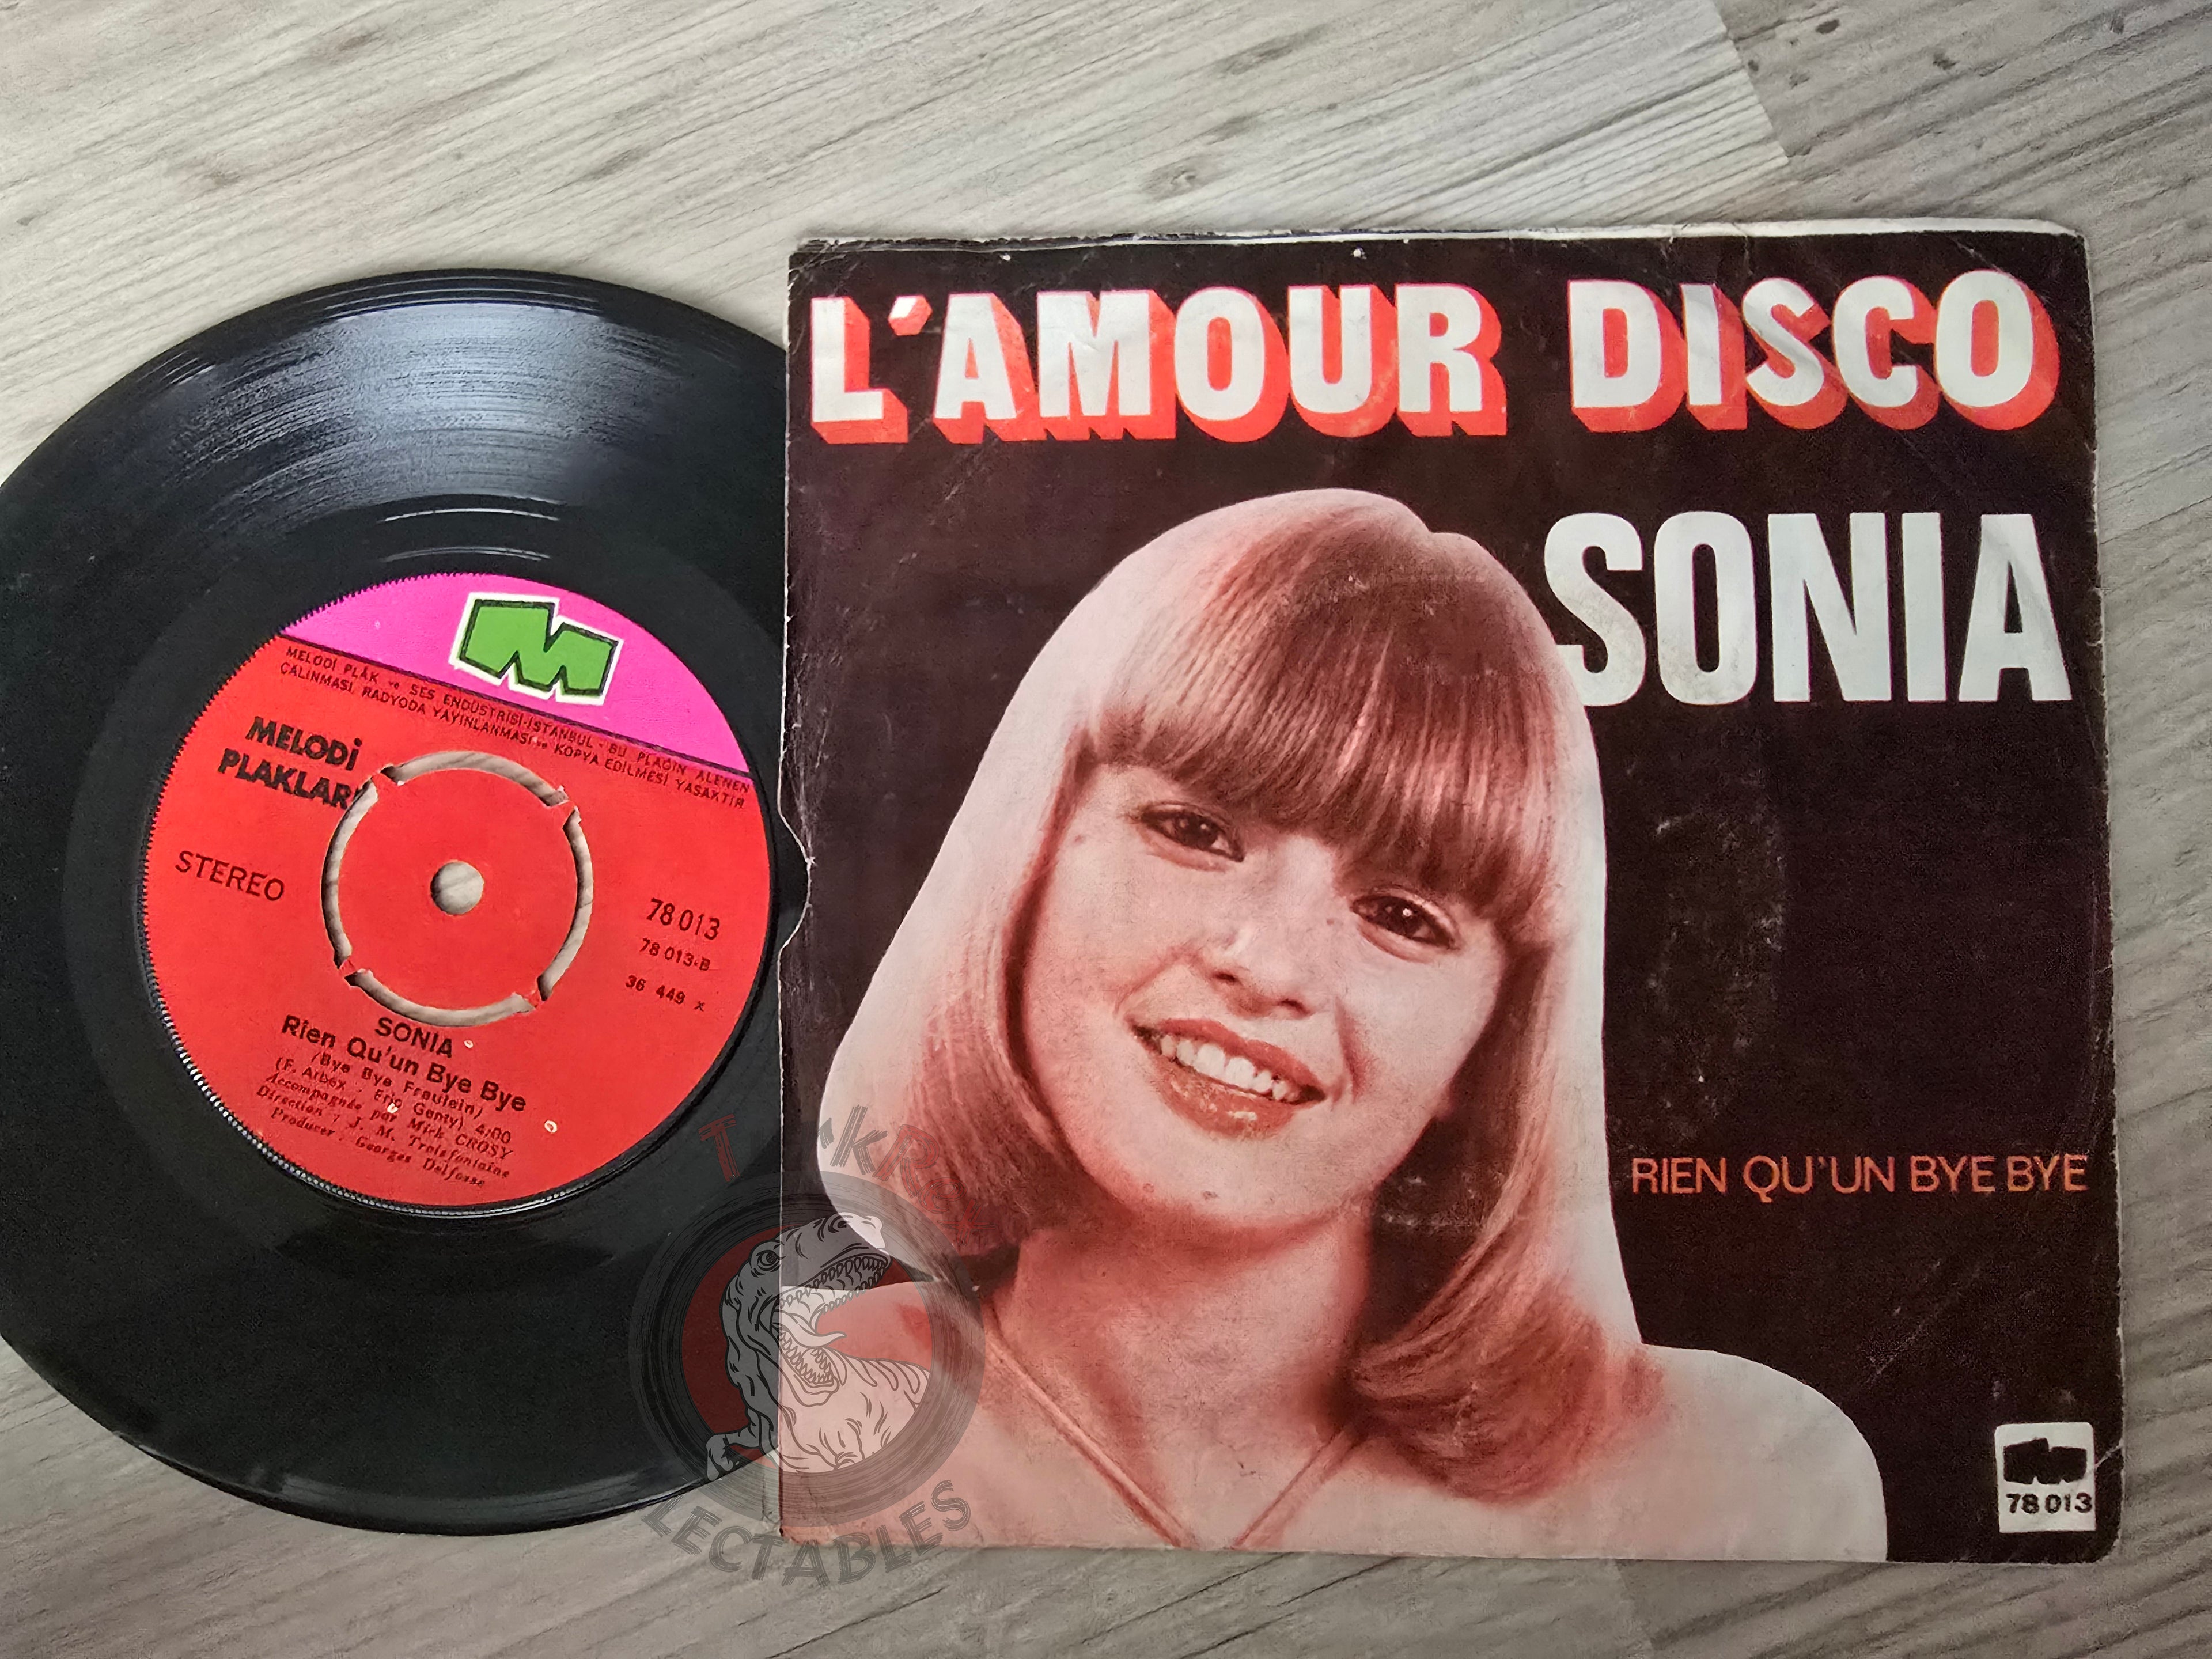 MELODİ PLÂK ve SES ENDÜSTRİSİ-İSTANBUL - BU PLAĞIN ALENEN
ÇALINMASI, RADYODA YAYINLANMASI ve KOPYA EDİLMESİ YASAKTIR
MELODİ
PLAKLAR
STEREO
78 013
78 013-B
36 449 x
SONIA
Rien Qu'un Bye Bye
(Bye Bye Fraulein)
(F. Arbex - Eric Genty) 4:00
Accompagnée par Mick CROSY
Direction : J. M. Troisfontaine
Producer : Georges Delfosse
L'AMOUR DISCO
SONIA
RIEN QU'UN BYE BYE
78 013
LECTABLES